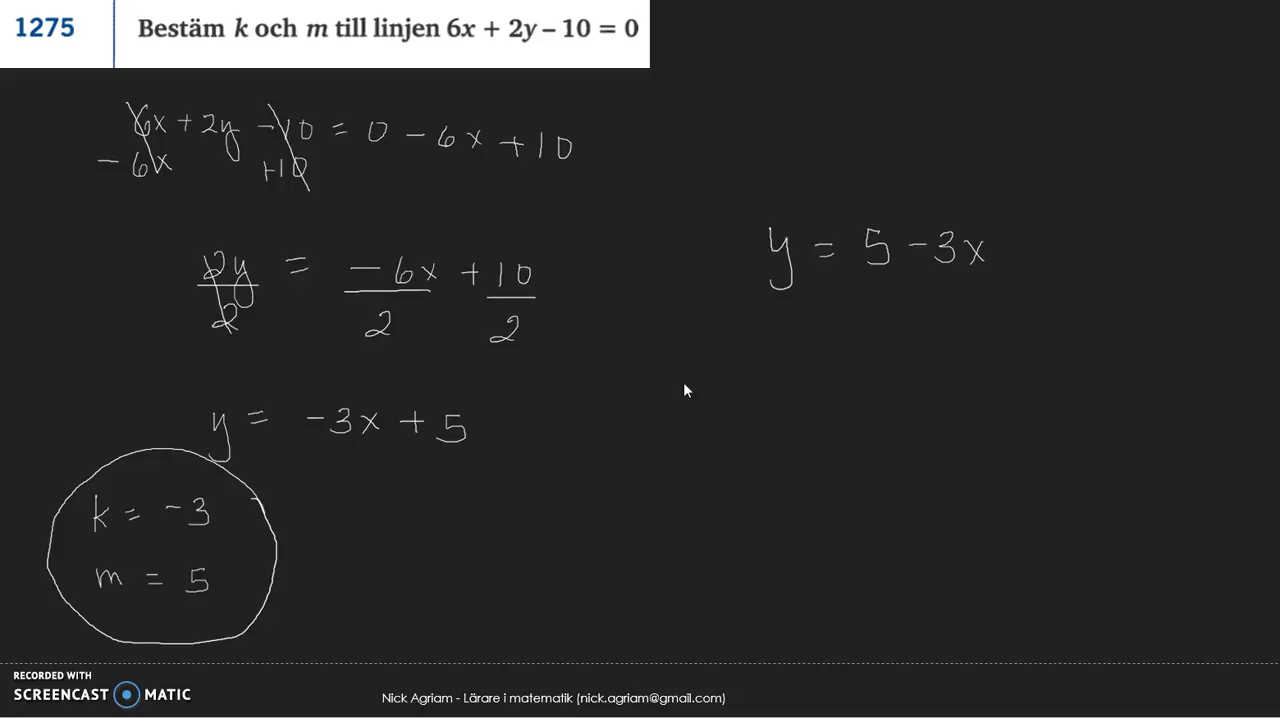 1275 Bestäm k och m till linjen 6x + 2y – 10 = 0
6x + 2y - 10 = 0 - 6x + 10
- 6x +10
2y = -6x + 10
2 2 2
y = 5 - 3x
y = -3x + 5
k = -3
m = 5
RECORDED WITH
SCREENCAST MATIC
Nick Agriam - Lärare i matematik (nick.agriam@gmail.com)